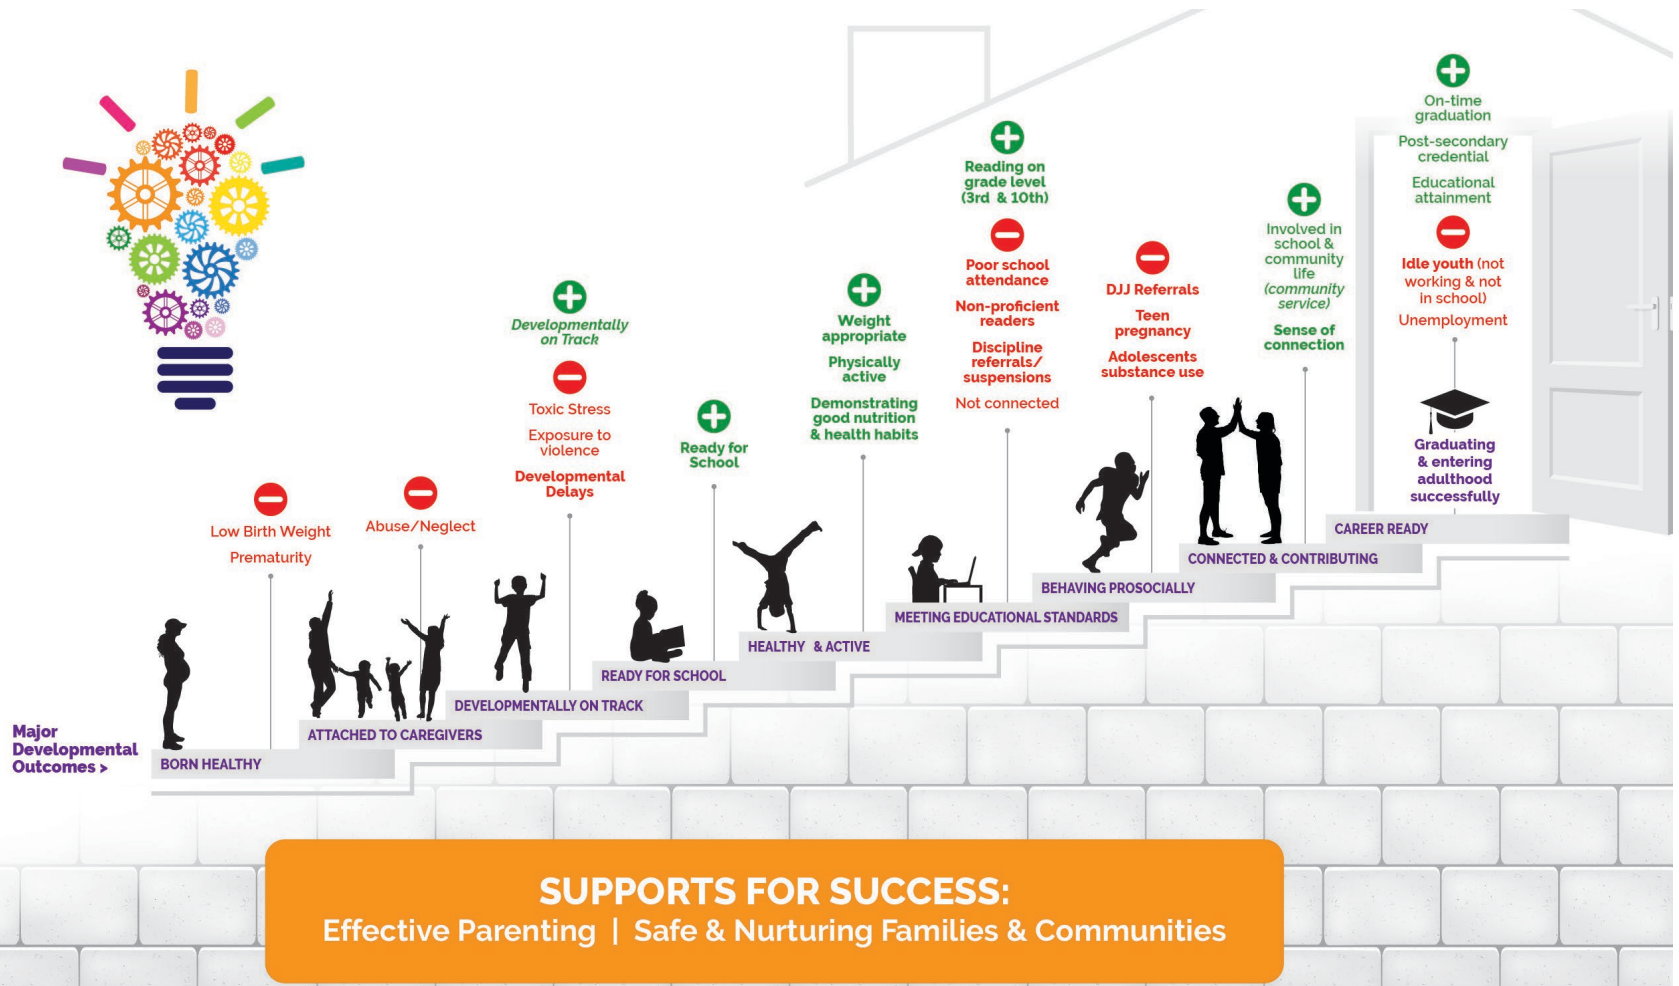 Major
Developmental
Outcomes >
BORN HEALTHY
Low Birth Weight
Prematurity
ATTACHED TO CAREGIVERS
Abuse/Neglect
DEVELOPMENTALLY ON TRACK
Developmentally
on Track
Toxic Stress
Exposure to
violence
Developmental
Delays
READY FOR SCHOOL
Ready for
School
HEALTHY & ACTIVE
Weight
appropriate
Physically
active
Demonstrating
good nutrition
& health habits
MEETING EDUCATIONAL STANDARDS
Reading on
grade level
(3rd & 10th)
Poor school
attendance
Non-proficient
readers
Discipline
referrals/
suspensions
Not connected
BEHAVING PROSOCIALLY
DJJ Referrals
Teen
pregnancy
Adolescents
substance use
CONNECTED & CONTRIBUTING
Involved in
school &
community
life
(community
service)
Sense of
connection
CAREER READY
On-time
graduation
Post-secondary
credential
Educational
attainment
Idle youth (not
working & not
in school)
Unemployment
Graduating
& entering
adulthood
successfully
SUPPORTS FOR SUCCESS:
Effective Parenting | Safe & Nurturing Families & Communities